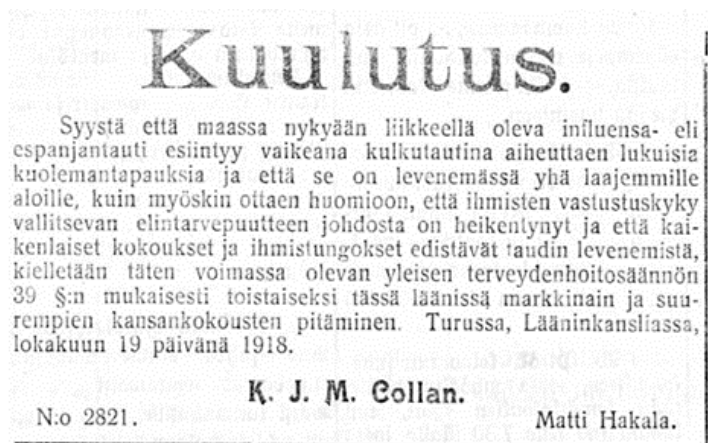 Kuulutus.
Syystä että maassa nykyään liikkeellä oleva iniluensa- eli
espanjantauti esiintyy vaikeana kulkutautina aiheuttaen lukuisia
kuolemantapauksia ja että se on levenemässä yhä laajemmille
aloille, kuin myöskin ottaen huomioon, että ihmisten vastustuskyky
vallitsevan elintarvepuutteen johdosta on heikentynyt ja että kai-
kenlaiset kokoukset ja ihmistungokset edistävät taudin levenemistä,
kielletään täten voimassa olevan yleisen terveydenhoitosäännön
39 §:n mukaisesti toistaiseksi tässä läänissä markkinain ja suu-
rempien kansankokousten pitäminen. Turussa, Lääninkansliassa,
lokakuun 19 päivänä 1918.
K. J. M. Collan.
N:o 2821. Matti Hakala.